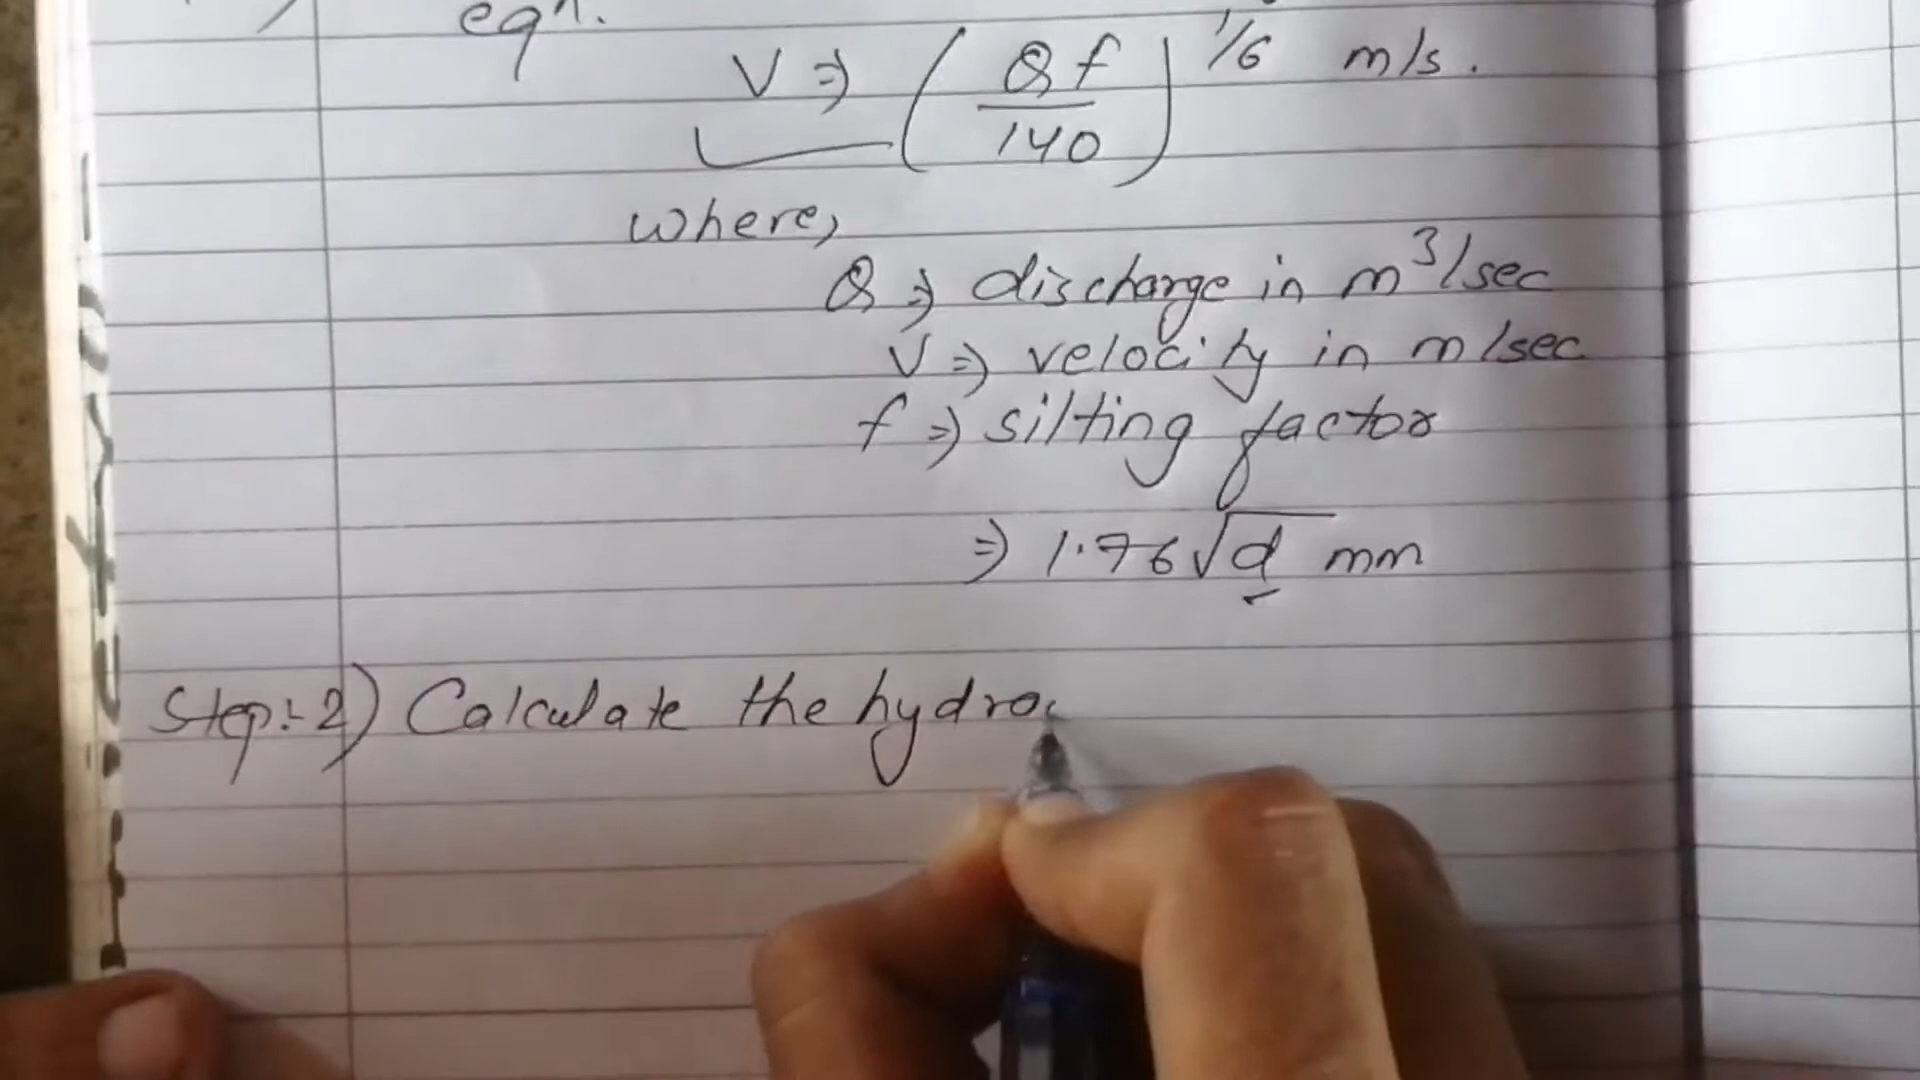 eqⁿ.
V ⇒ (Qf/140)^1/6 m/s.
where,
Q ⇒ discharge in m³/sec
V ⇒ velocity in m/sec
f ⇒ silting factor
⇒ 1.76√d mm
Step:-2) Calculate the hydra